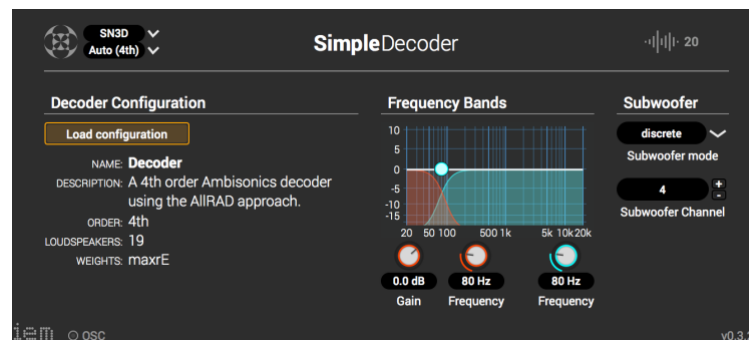 SN3D
Auto (4th)
SimpleDecoder
20
Decoder Configuration
Load configuration
NAME: Decoder
DESCRIPTION: A 4th order Ambisonics decoder
using the AllRAD approach.
ORDER: 4th
LOUDSPEAKERS: 19
WEIGHTS: maxrE
Frequency Bands
10
5
0
-5
-10
-15
20 50 100 500 1k 5k 10k 20k
0.0 dB 80 Hz 80 Hz
Gain Frequency Frequency
Subwoofer
discrete
Subwoofer mode
4 + -
Subwoofer Channel
iem OSC